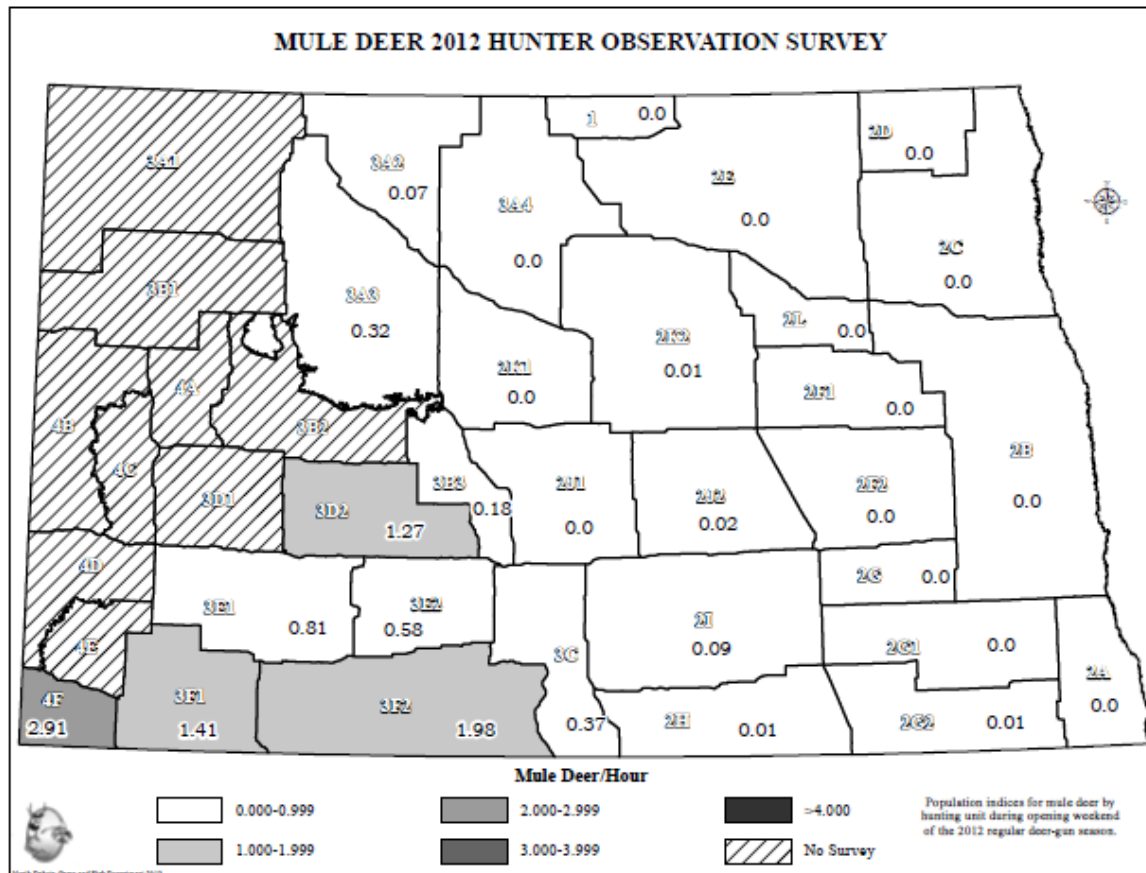 MULE DEER 2012 HUNTER OBSERVATION SURVEY
1 0.0
2D
0.0
3A1
3A2
0.07
2E
0.0
3A4
0.0
2C
0.0
3B1
3A3
0.32
2L
0.0
2K2
0.01
2K1
0.0
4A
2F1
0.0
4B
3B2
4C
2B
0.0
3B3
0.18
2J1
0.0
2J2
0.02
2F2
0.0
3D1
3D2
1.27
4D
2G 0.0
3E1
0.81
3E2
0.58
2I
0.09
4E
3C
0.37
2G1
0.0
2A
0.0
4F
2.91
3F1
1.41
3F2
1.98
2H
0.01
2G2
0.01
Mule Deer/Hour
0.000-0.999
2.000-2.999
>4.000
1.000-1.999
3.000-3.999
No Survey
Population indices for mule deer by
hunting unit during opening weekend
of the 2012 regular deer-gun season.